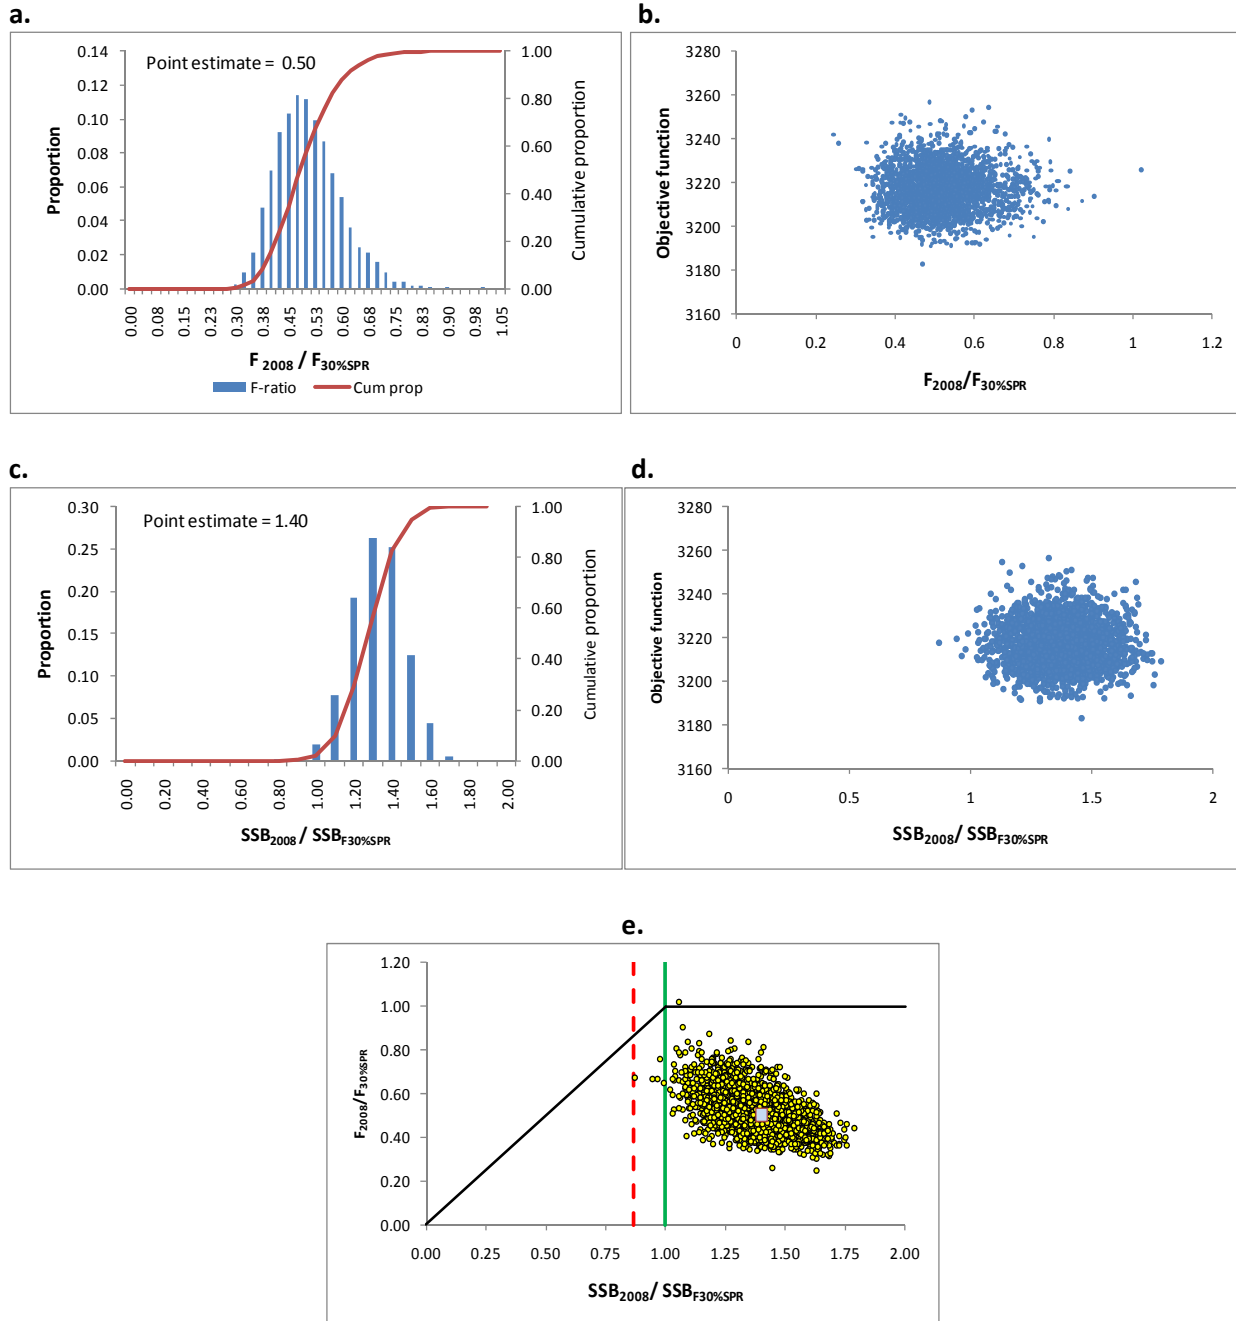 a.
Point estimate = 0.50
0.14
0.12
0.10
0.08
0.06
0.04
0.02
0.00
Proportion
1.00
0.80
0.60
0.40
0.20
0.00
Cumulative proportion
0.00 0.08 0.15 0.23 0.30 0.38 0.45 0.53 0.60 0.68 0.75 0.83 0.90 0.98 1.05
F 2008 / F30%SPR
F-ratio Cum prop
b.
3280
3260
3240
3220
3200
3180
3160
Objective function
0 0.2 0.4 0.6 0.8 1 1.2
F2008/F30%SPR
c.
Point estimate = 1.40
0.30
0.25
0.20
0.15
0.10
0.05
0.00
Proportion
1.00
0.80
0.60
0.40
0.20
0.00
Cumulative proportion
0.00 0.20 0.40 0.60 0.80 1.00 1.20 1.40 1.60 1.80 2.00
SSB2008 / SSBF30%SPR
d.
3280
3260
3240
3220
3200
3180
3160
Objective function
0 0.5 1 1.5 2
SSB2008/ SSBF30%SPR
e.
1.20
1.00
0.80
0.60
0.40
0.20
0.00
F2008/F30%SPR
0.00 0.25 0.50 0.75 1.00 1.25 1.50 1.75 2.00
SSB2008/ SSBF30%SPR